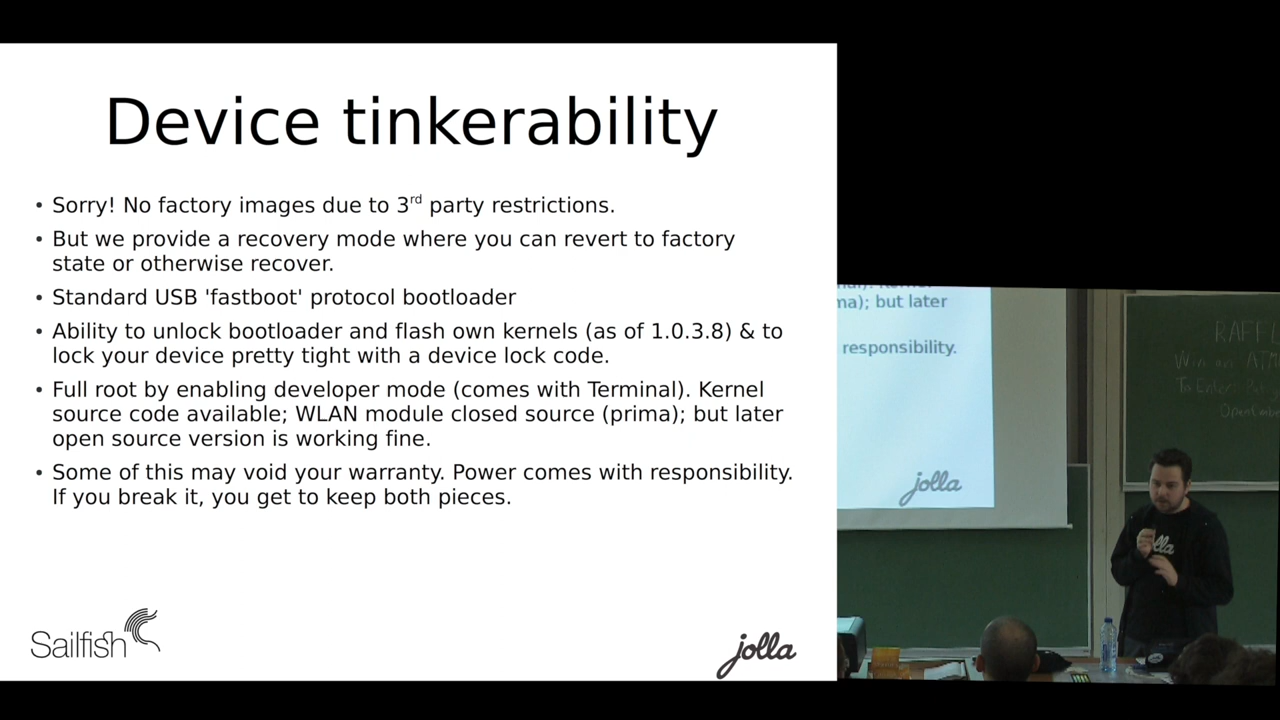 Device tinkerability
• Sorry! No factory images due to 3rd party restrictions.
• But we provide a recovery mode where you can revert to factory
state or otherwise recover.
• Standard USB 'fastboot' protocol bootloader
• Ability to unlock bootloader and flash own kernels (as of 1.0.3.8) & to
lock your device pretty tight with a device lock code.
• Full root by enabling developer mode (comes with Terminal). Kernel
source code available; WLAN module closed source (prima); but later
open source version is working fine.
• Some of this may void your warranty. Power comes with responsibility.
If you break it, you get to keep both pieces.
Sailfish
jolla
ma); but later
responsibility.
jolla
RAFFL
Win an
To Enter:
jolla